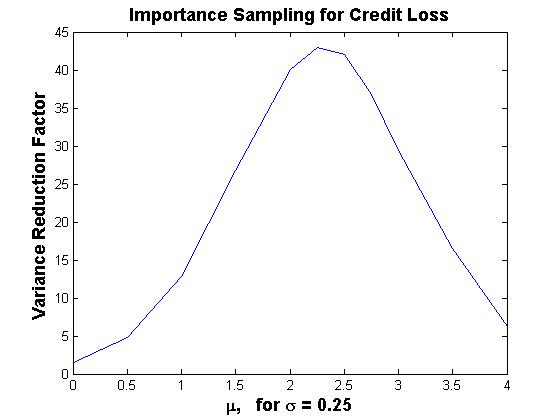 Importance Sampling for Credit Loss
Variance Reduction Factor
45
40
35
30
25
20
15
10
5
0
0 0.5 1 1.5 2 2.5 3 3.5 4
μ, for σ = 0.25